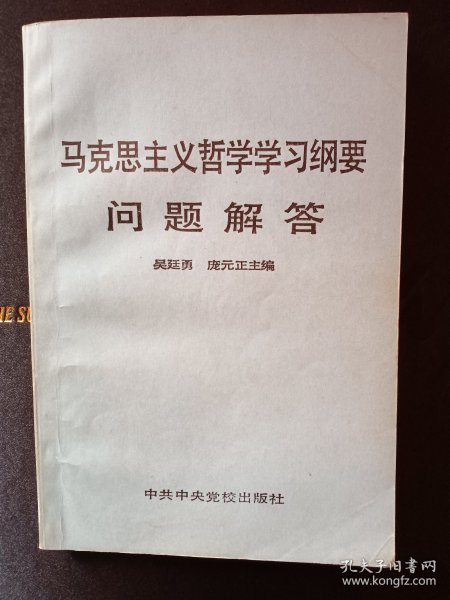 马克思主义哲学学习纲要
问题解答
吴廷勇 庞元正主编
中共中央党校出版社
孔夫子旧书网
www.kongfz.com